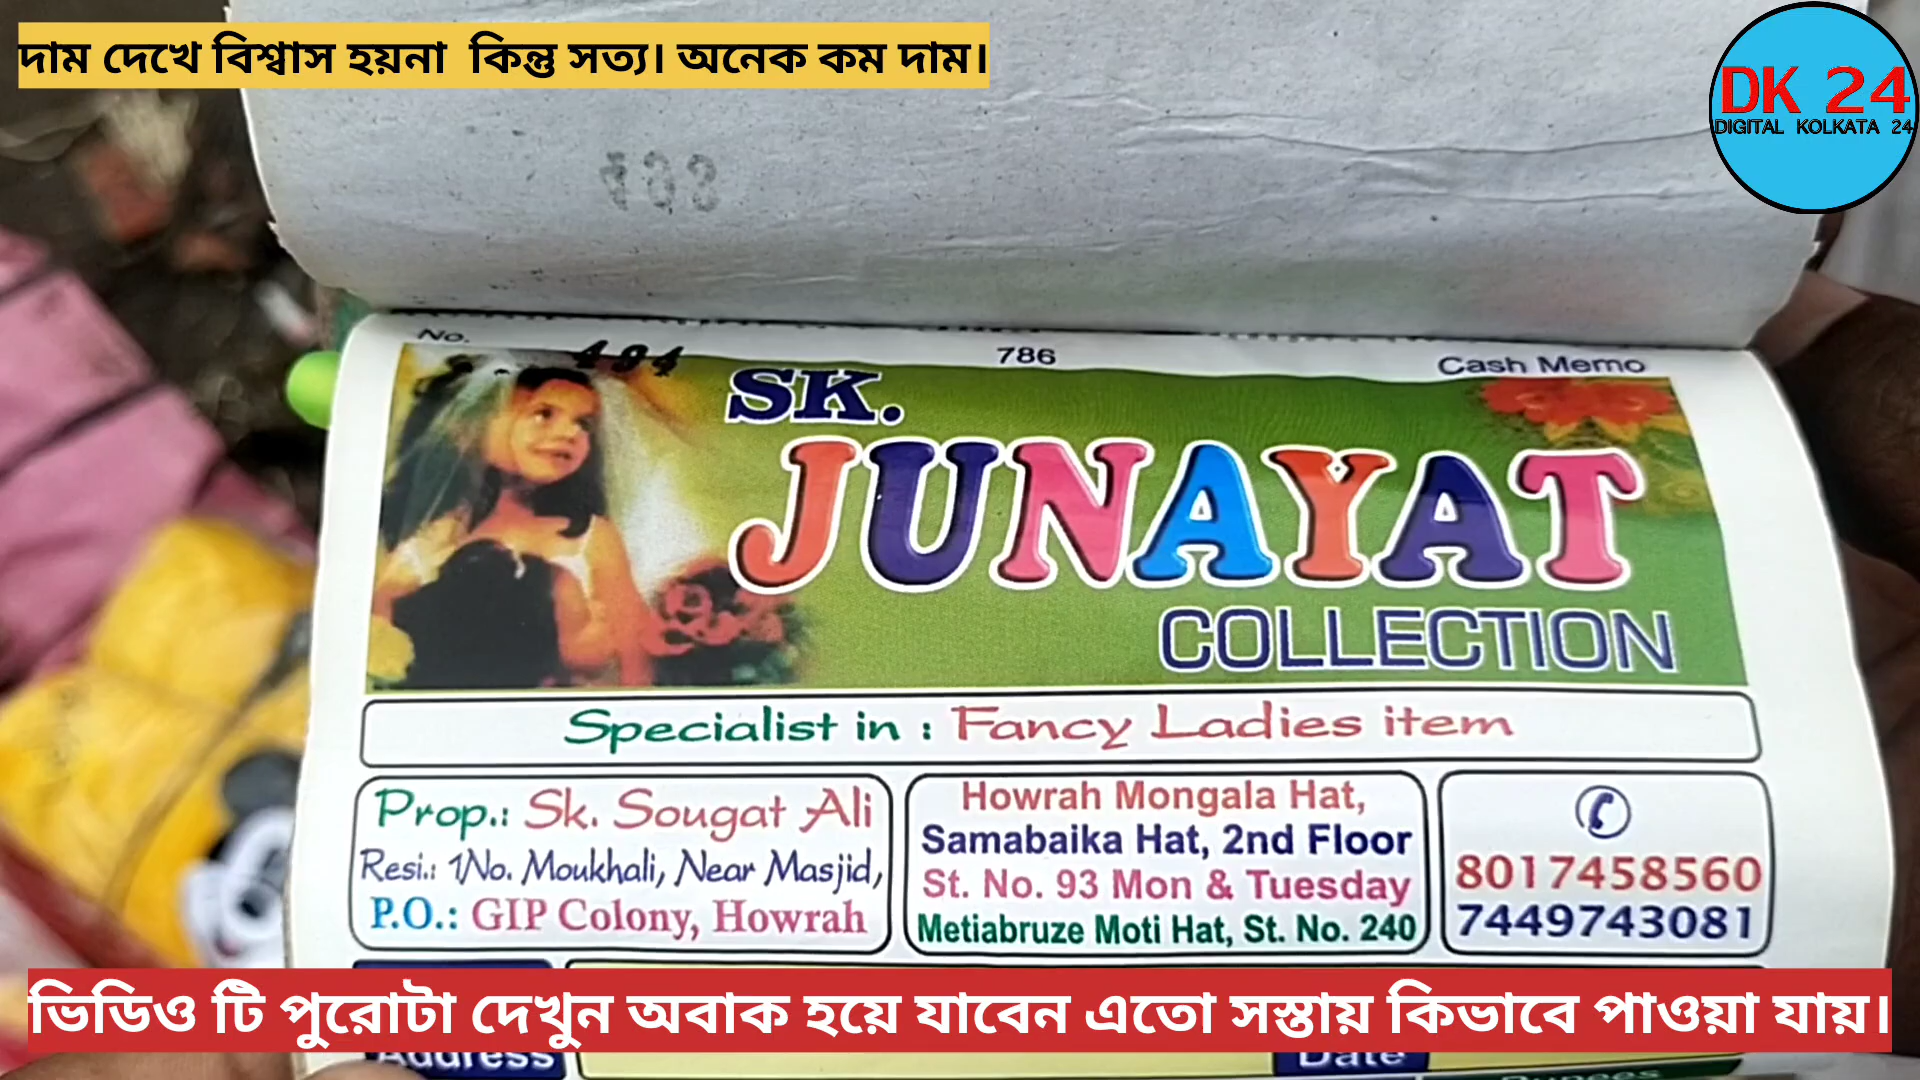 দাম দেখে বিশ্বাস হয়না কিন্তু সত্য। অনেক কম দাম।
DK 24
DIGITAL KOLKATA 24
No. 494
786
Cash Memo
SK.
JUNAYAT
COLLECTION
Specialist in : Fancy Ladies item
Prop.: Sk. Sougat Ali
Resi.: 1No. Moukhali, Near Masjid,
P.O.: GIP Colony, Howrah
Howrah Mongala Hat,
Samabaika Hat, 2nd Floor
St. No. 93 Mon & Tuesday
Metiabruze Moti Hat, St. No. 240
8017458560
7449743081
ভিডিও টি পুরোটা দেখুন অবাক হয়ে যাবেন এতো সস্তায় কিভাবে পাওয়া যায়।
Address
Date